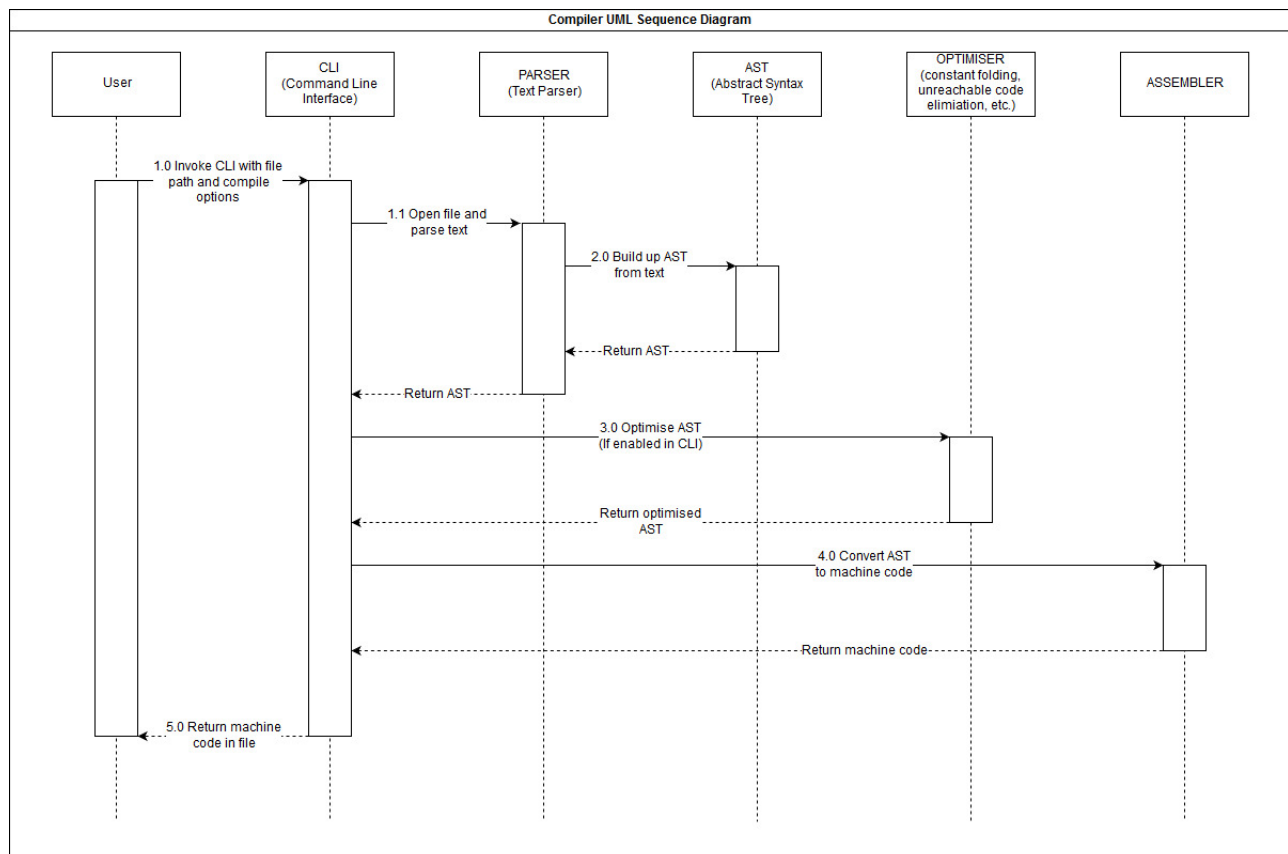 Compiler UML Sequence Diagram
User
CLI
(Command Line
Interface)
PARSER
(Text Parser)
AST
(Abstract Syntax
Tree)
OPTIMISER
(constant folding,
unreachable code
elimiation, etc.)
ASSEMBLER
1.0 Invoke CLI with file
path and compile
options
1.1 Open file and
parse text
2.0 Build up AST
from text
Return AST
Return AST
3.0 Optimise AST
(If enabled in CLI)
Return optimised
AST
4.0 Convert AST
to machine code
Return machine code
5.0 Return machine
code in file